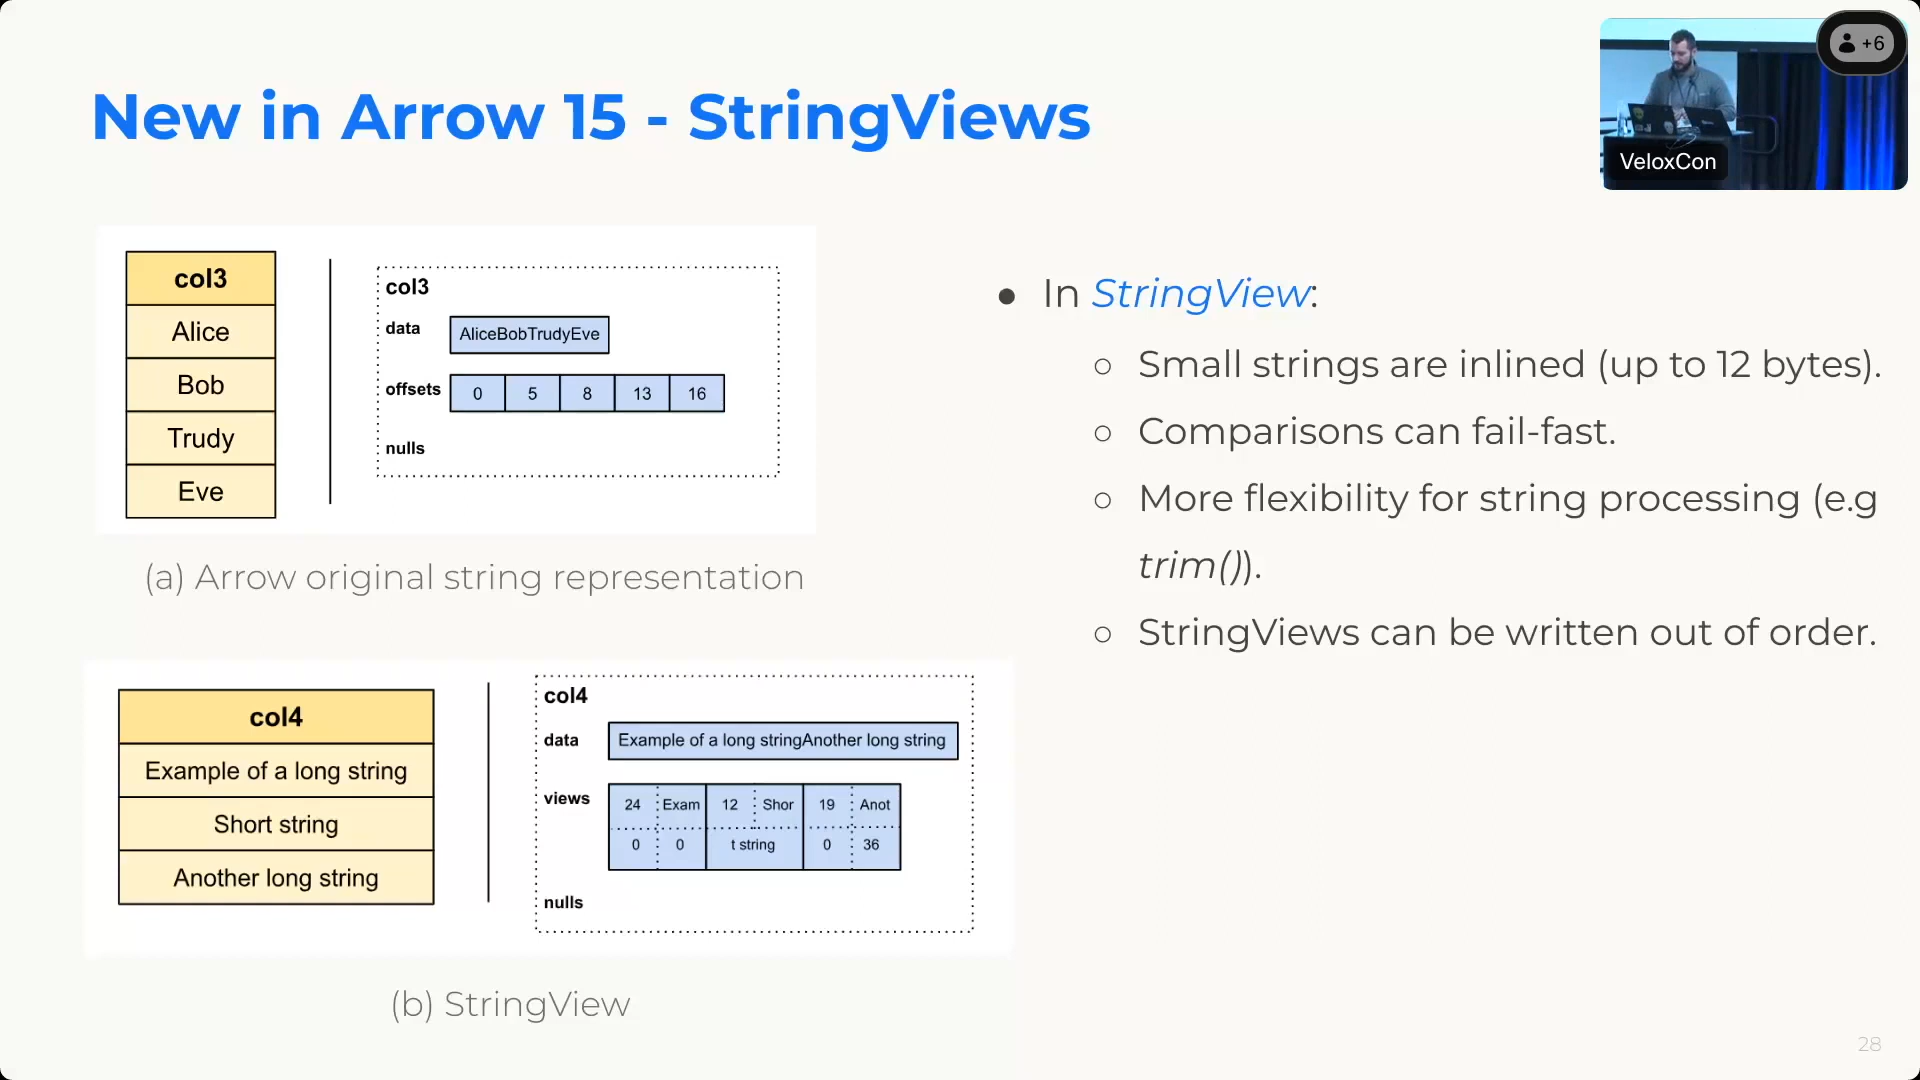 New in Arrow 15 - StringViews
+6
VeloxCon
col3
Alice
Bob
Trudy
Eve
col3
data
AliceBobTrudyEve
offsets
0 5 8 13 16
nulls
(a) Arrow original string representation
In StringView:
Small strings are inlined (up to 12 bytes).
Comparisons can fail-fast.
More flexibility for string processing (e.g
trim()).
StringViews can be written out of order.
col4
Example of a long string
Short string
Another long string
col4
data
Example of a long stringAnother long string
views
24 Exam 12 Shor 19 Anot
0 0 t string 0 36
nulls
(b) StringView
28